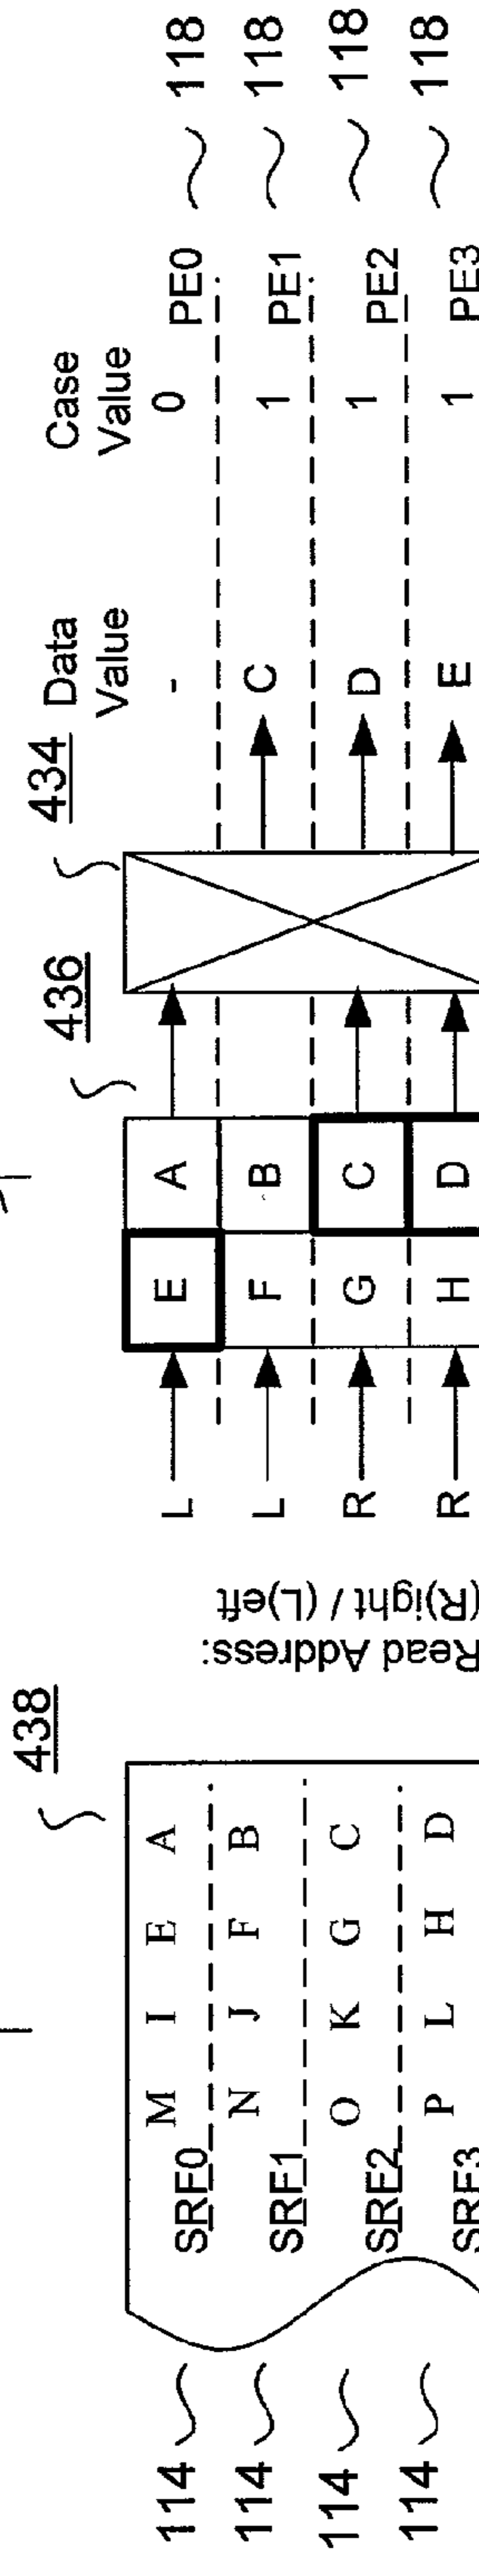 438 436 434 Data Value Case Value
114 SRF0 M I E A L E A - 0 PE0 118
114 SRF1 N J F B L F B C 1 PE1 118
114 SRF2 O K G C R G C D 1 PE2 118
114 SRF3 P L H D R H D E 1 PE3 118
Read Address:
(R)ight / (L)eft